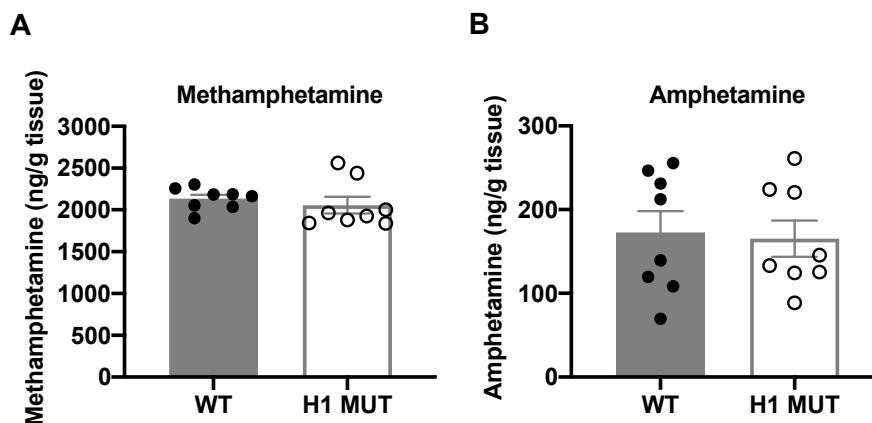 A
Methamphetamine
Methamphetamine (ng/g tissue)
3000
2500
2000
1500
1000
500
0
WT
H1 MUT
B
Amphetamine
Amphetamine (ng/g tissue)
300
200
100
0
WT
H1 MUT